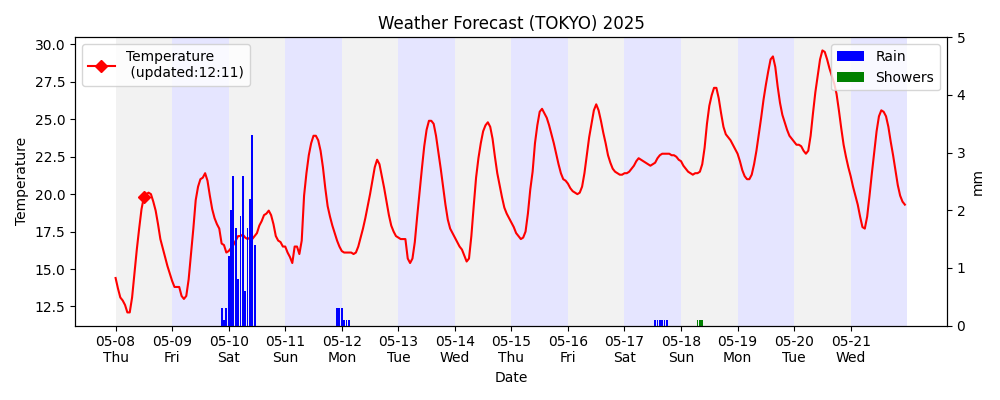 Weather Forecast (TOKYO) 2025
Temperature
(updated:12:11)
Rain
Showers
30.0
27.5
25.0
22.5
20.0
17.5
15.0
12.5
Temperature
5
4
3
2
1
0
mm
05-08 05-09 05-10 05-11 05-12 05-13 05-14 05-15 05-16 05-17 05-18 05-19 05-20 05-21
Thu Fri Sat Sun Mon Tue Wed Thu Fri Sat Sun Mon Tue Wed
Date